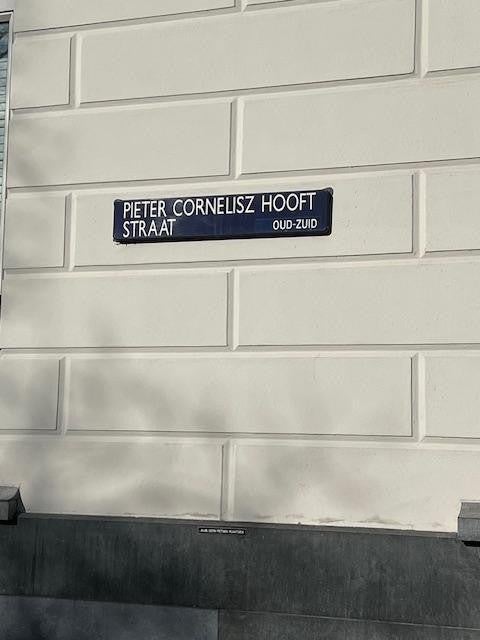 PIETER CORNELISZ HOOFT
STRAAT OUD-ZUID